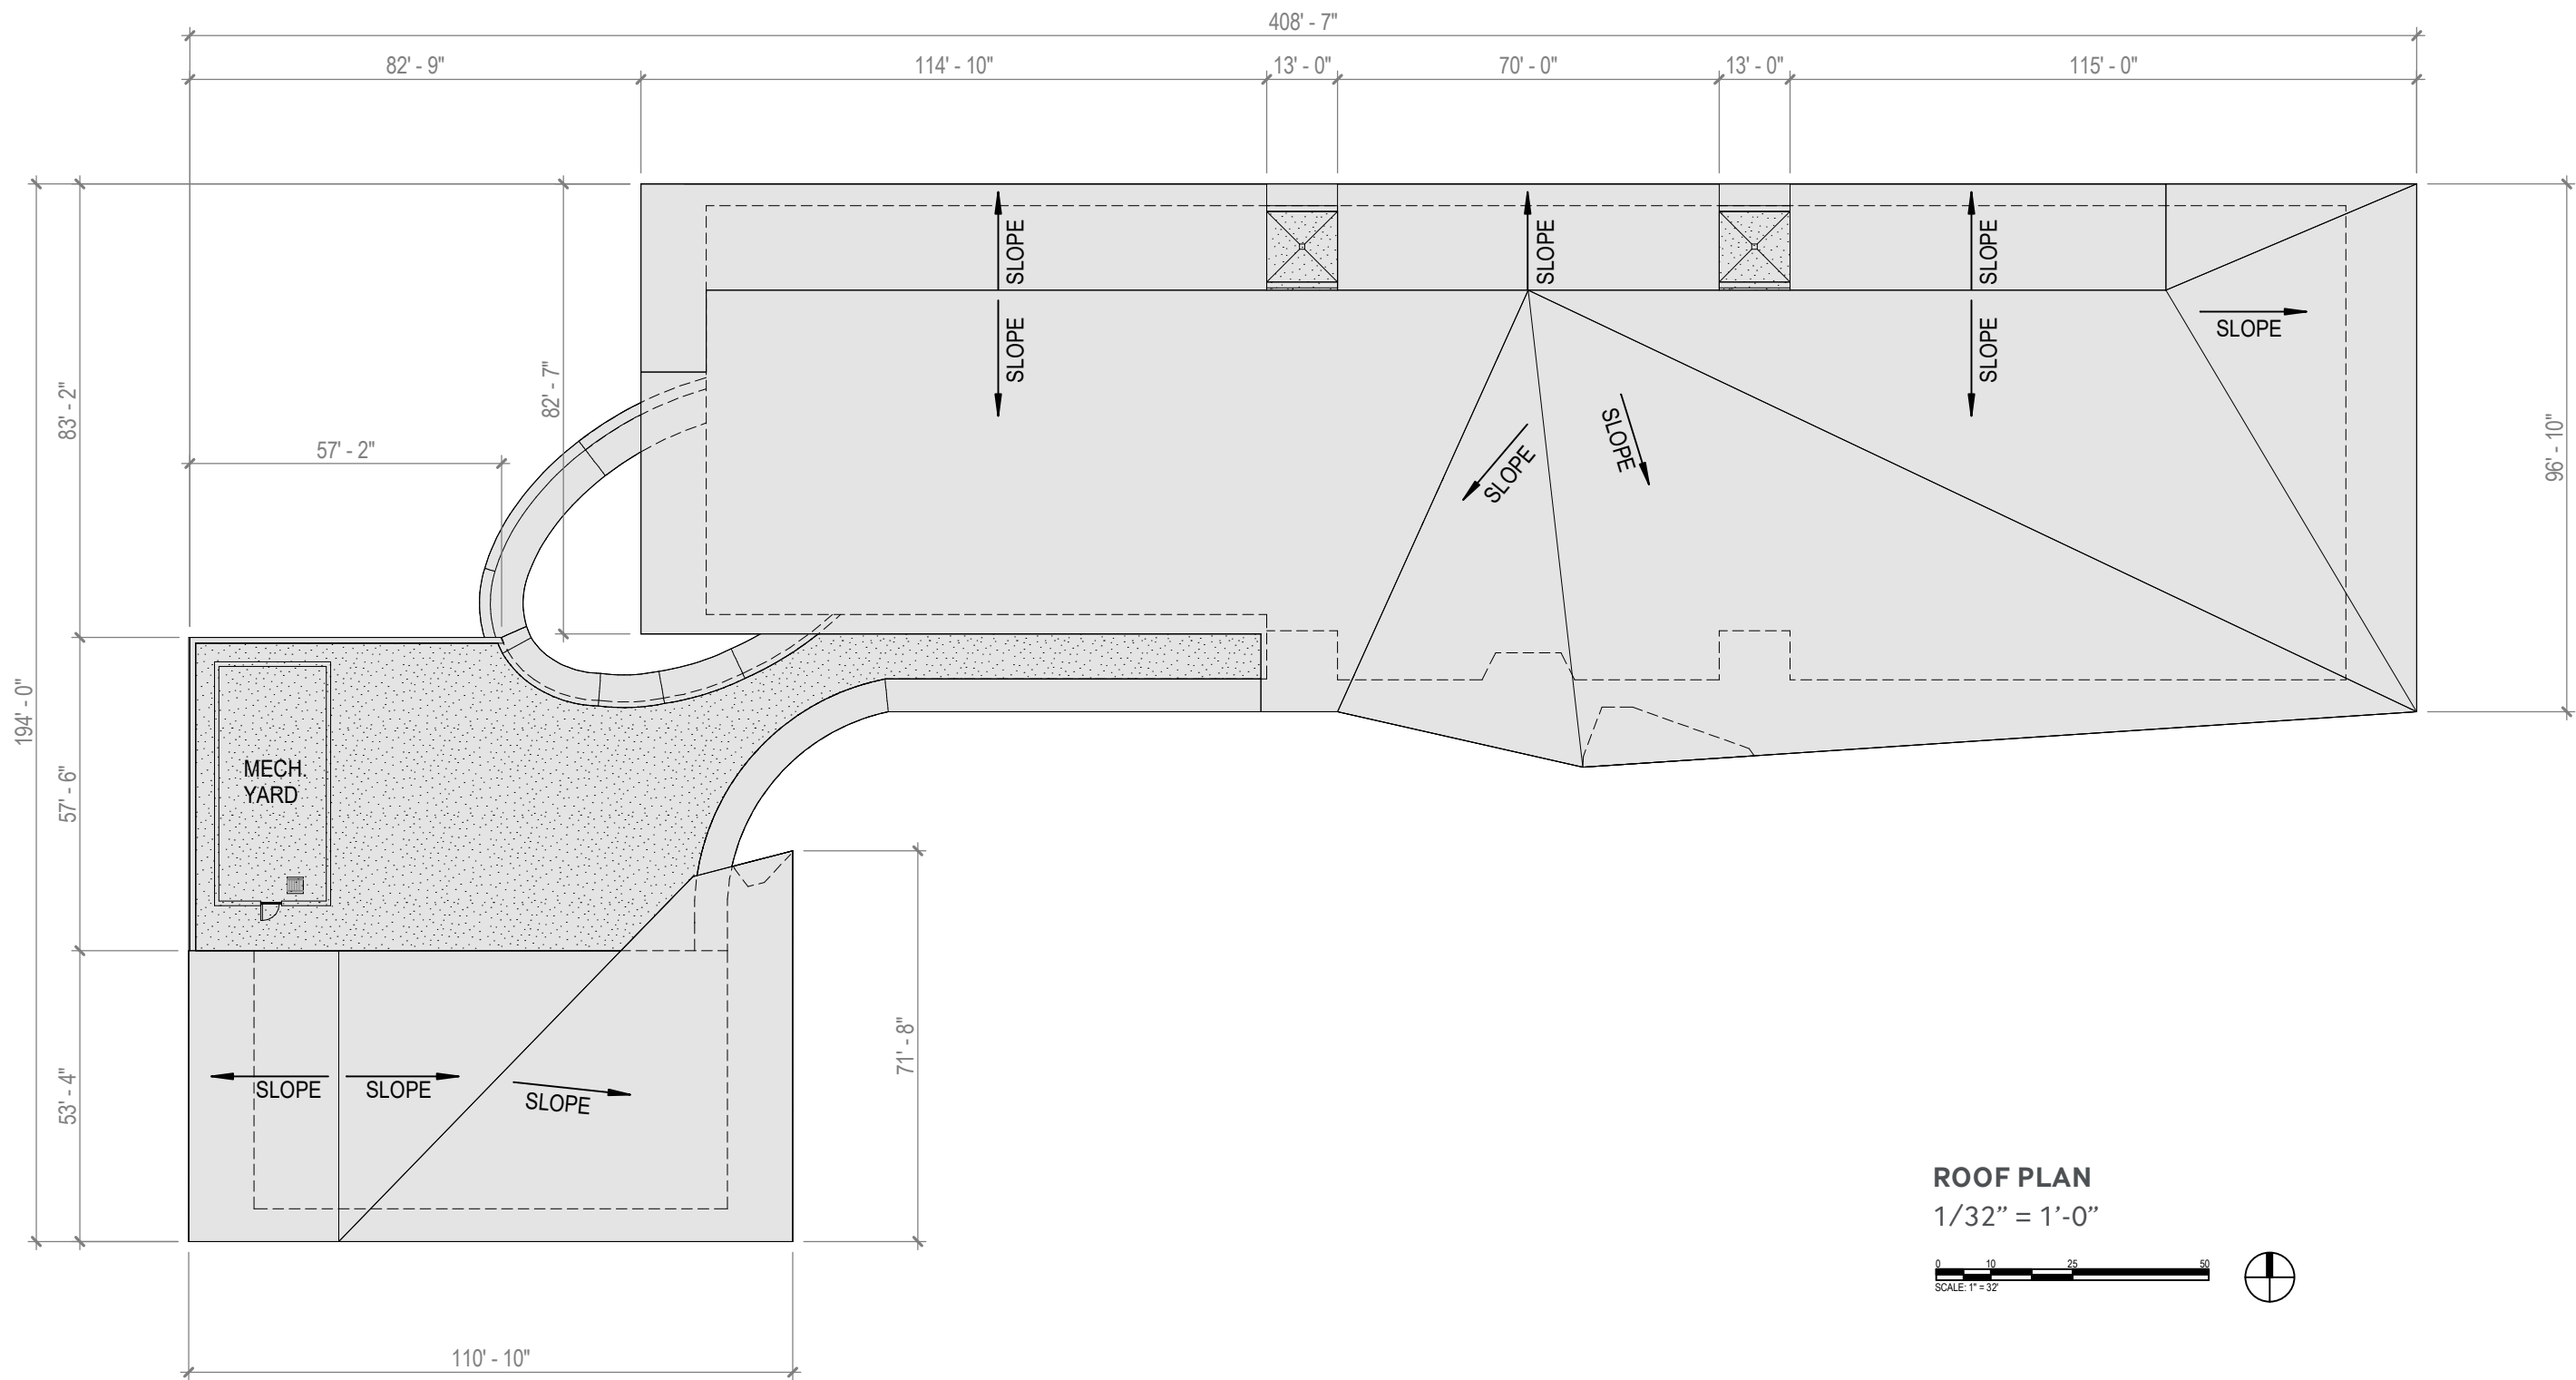 408' - 7"
82' - 9"
114' - 10"
13' - 0"
70' - 0"
13' - 0"
115' - 0"
SLOPE
SLOPE
SLOPE
SLOPE
SLOPE
SLOPE
SLOPE
SLOPE
82' - 7"
83' - 2"
57' - 2"
96' - 10"
194' - 0"
57' - 6"
MECH.
YARD
71' - 8"
53' - 4"
SLOPE
SLOPE
SLOPE
110' - 10"
ROOF PLAN
1/32” = 1’-0”
0 10 25 50
SCALE: 1" = 32'